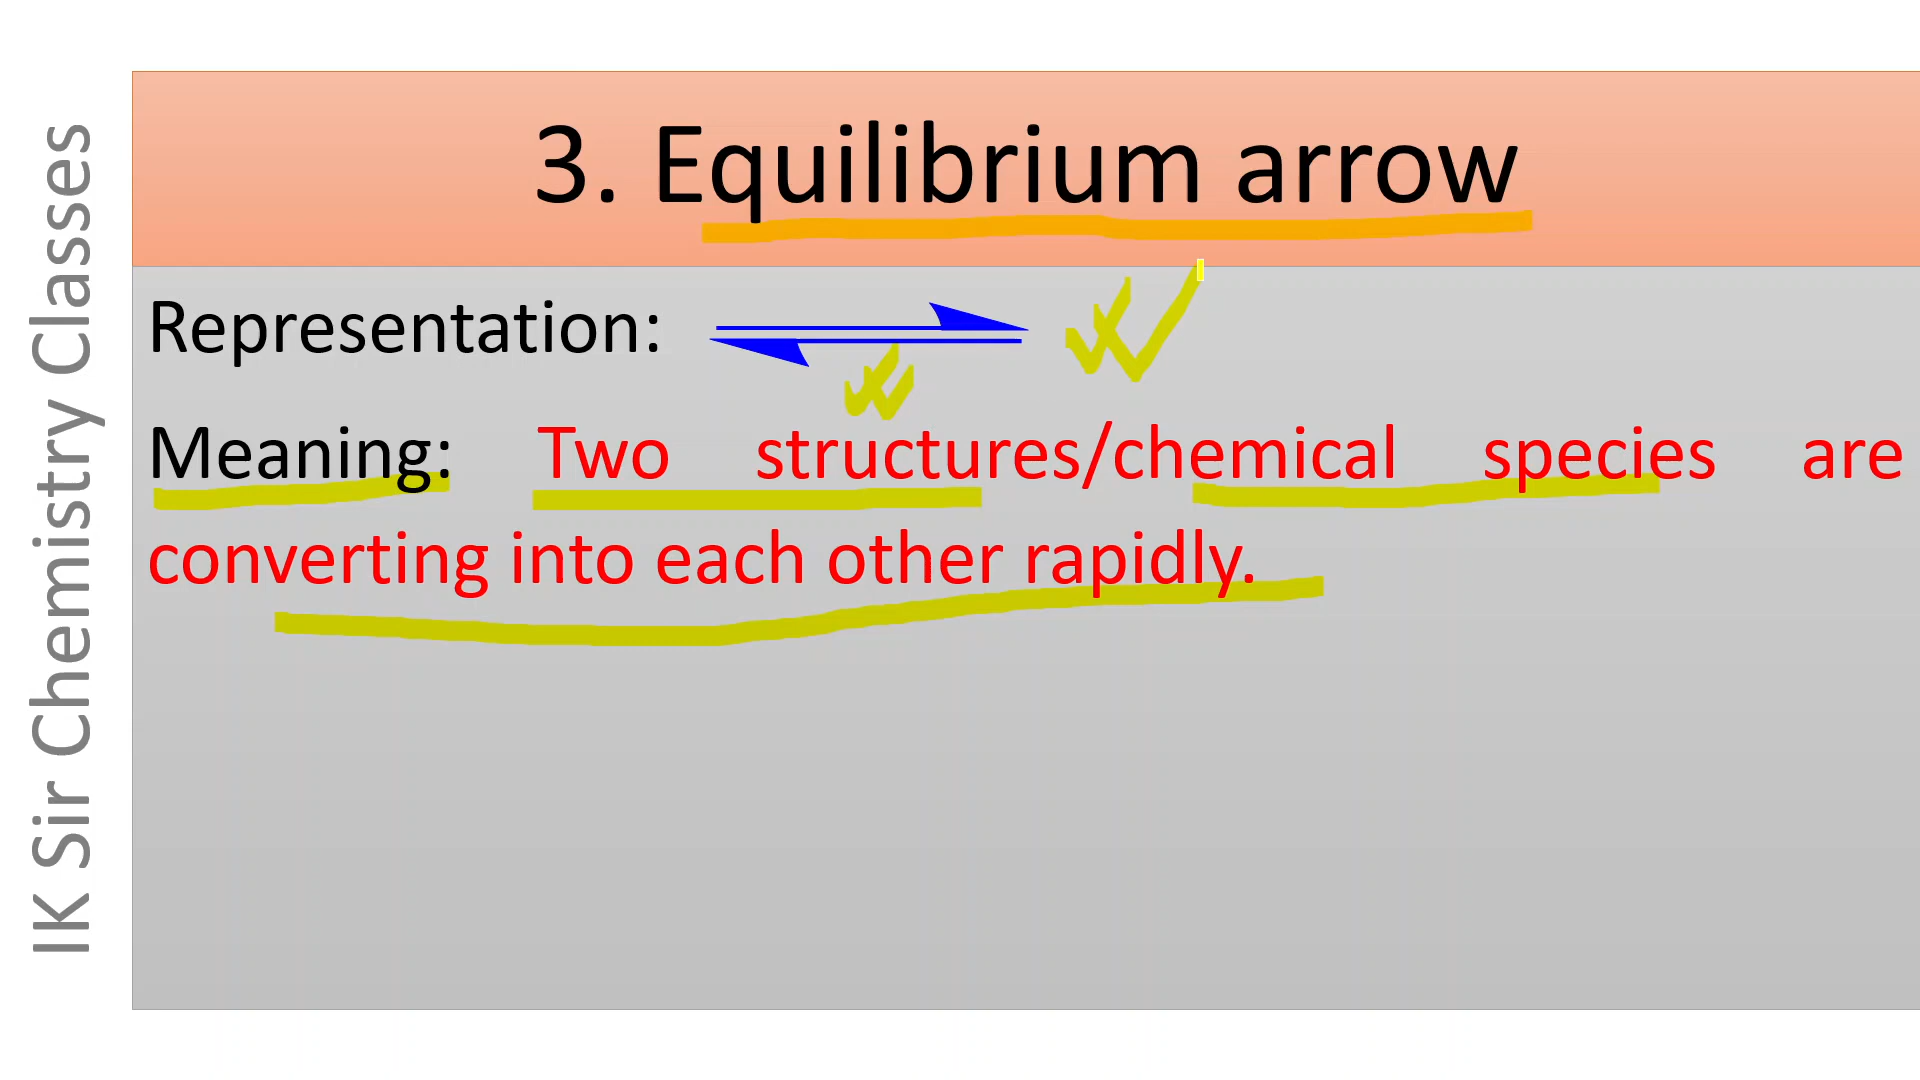 IK Sir Chemistry Classes
3. Equilibrium arrow
Representation:
Meaning: Two structures/chemical species are
converting into each other rapidly.